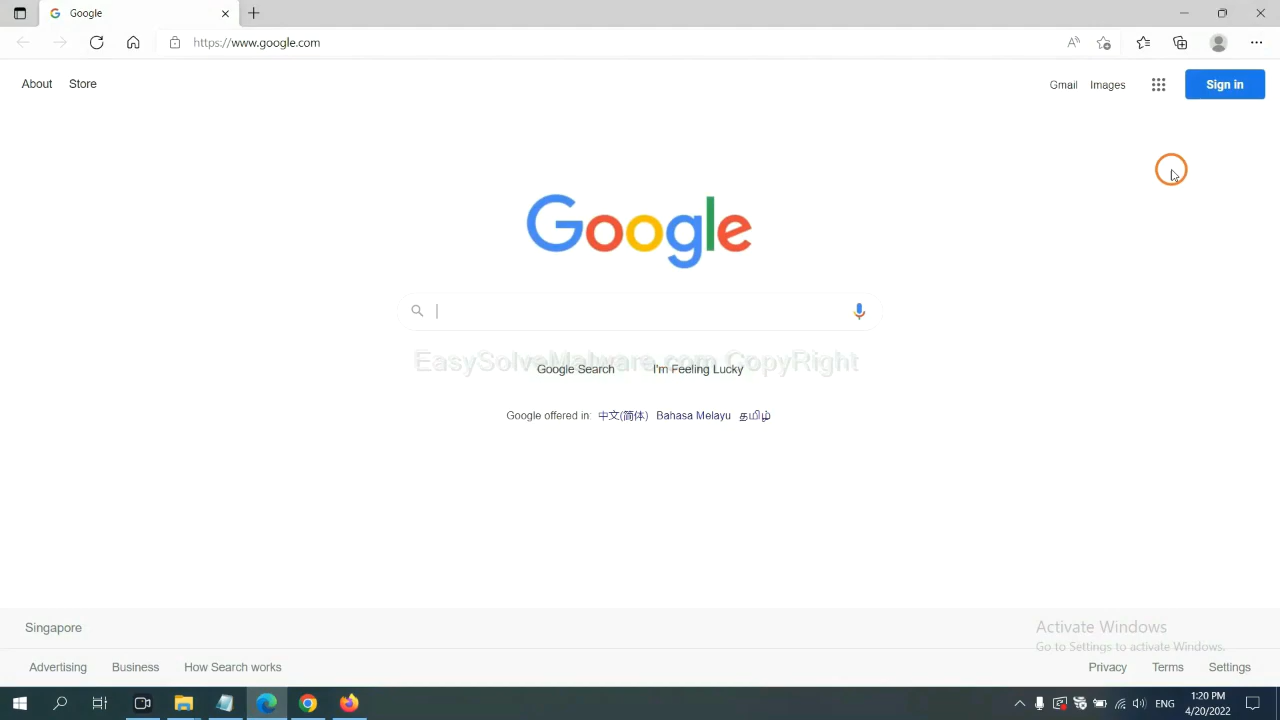 Google
https://www.google.com
About Store
Gmail Images Sign in
Google
EasySolveMalware.com CopyRight
Google Search I'm Feeling Lucky
Google offered in: 中文(简体) Bahasa Melayu தமிழ்
Singapore
Activate Windows
Go to Settings to activate Windows.
Advertising Business How Search works
Privacy Terms Settings
ENG
1:20 PM
4/20/2022